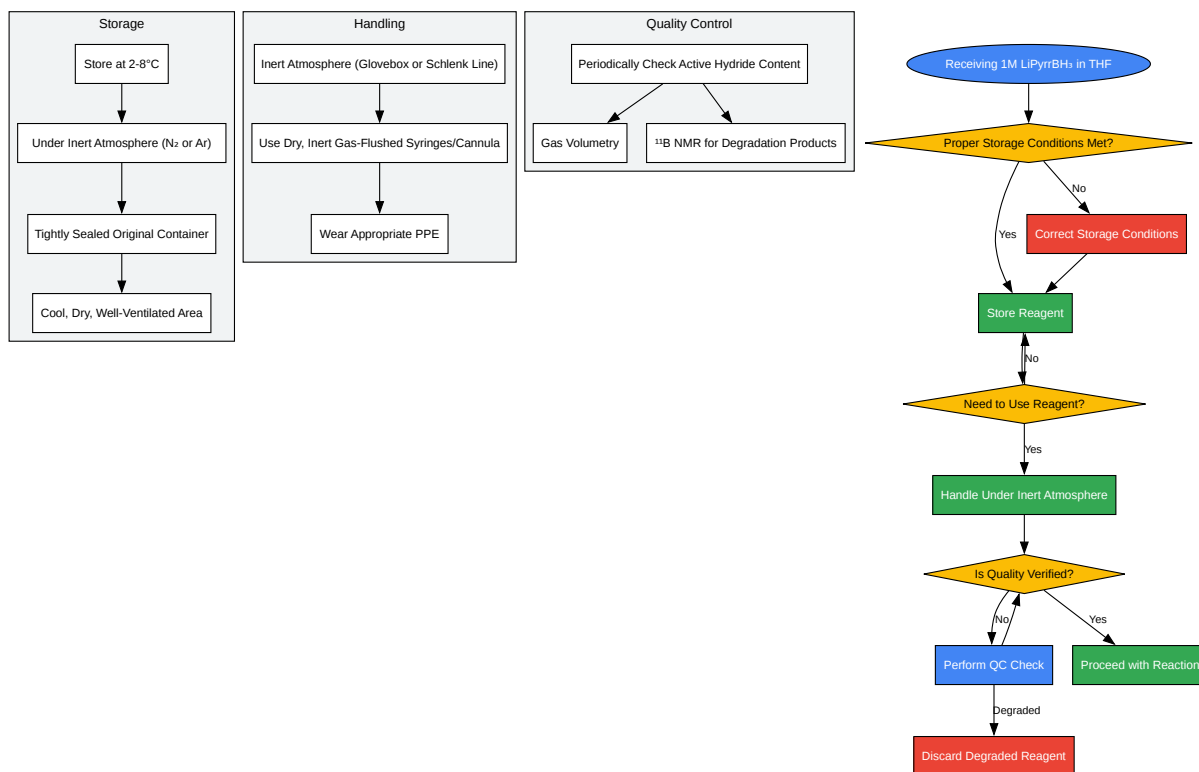 Storage
Store at 2-8°C
Under Inert Atmosphere (N₂ or Ar)
Tightly Sealed Original Container
Cool, Dry, Well-Ventilated Area
Handling
Inert Atmosphere (Glovebox or Schlenk Line)
Use Dry, Inert Gas-Flushed Syringes/Cannula
Wear Appropriate PPE
Quality Control
Periodically Check Active Hydride Content
Gas Volumetry
¹¹B NMR for Degradation Products
Receiving 1M LiPyrrBH₃ in THF
Proper Storage Conditions Met?
No
Yes
Correct Storage Conditions
Store Reagent
No
Need to Use Reagent?
Yes
Handle Under Inert Atmosphere
Is Quality Verified?
No
Yes
Perform QC Check
Proceed with Reaction
Degraded
Discard Degraded Reagent